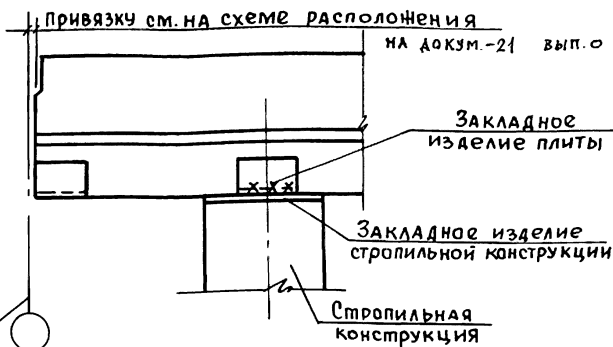 Привязку см. на схеме расположения
на докум.-21 вып.0
Закладное
изделие плиты
Закладное изделие
стропильной конструкции
Стропильная
конструкция